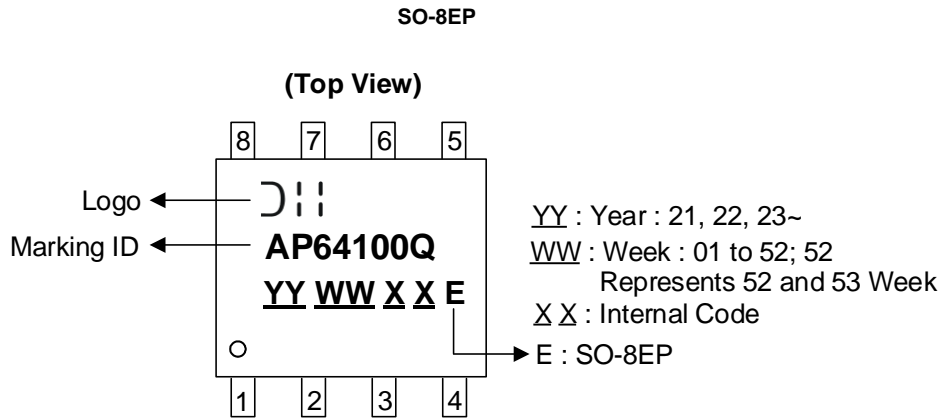 SO-8EP
(Top View)
8 7 6 5
Logo
Marking ID
AP64100Q
YY WW X X E
1 2 3 4
YY : Year : 21, 22, 23~
WW : Week : 01 to 52; 52
Represents 52 and 53 Week
X X : Internal Code
E : SO-8EP